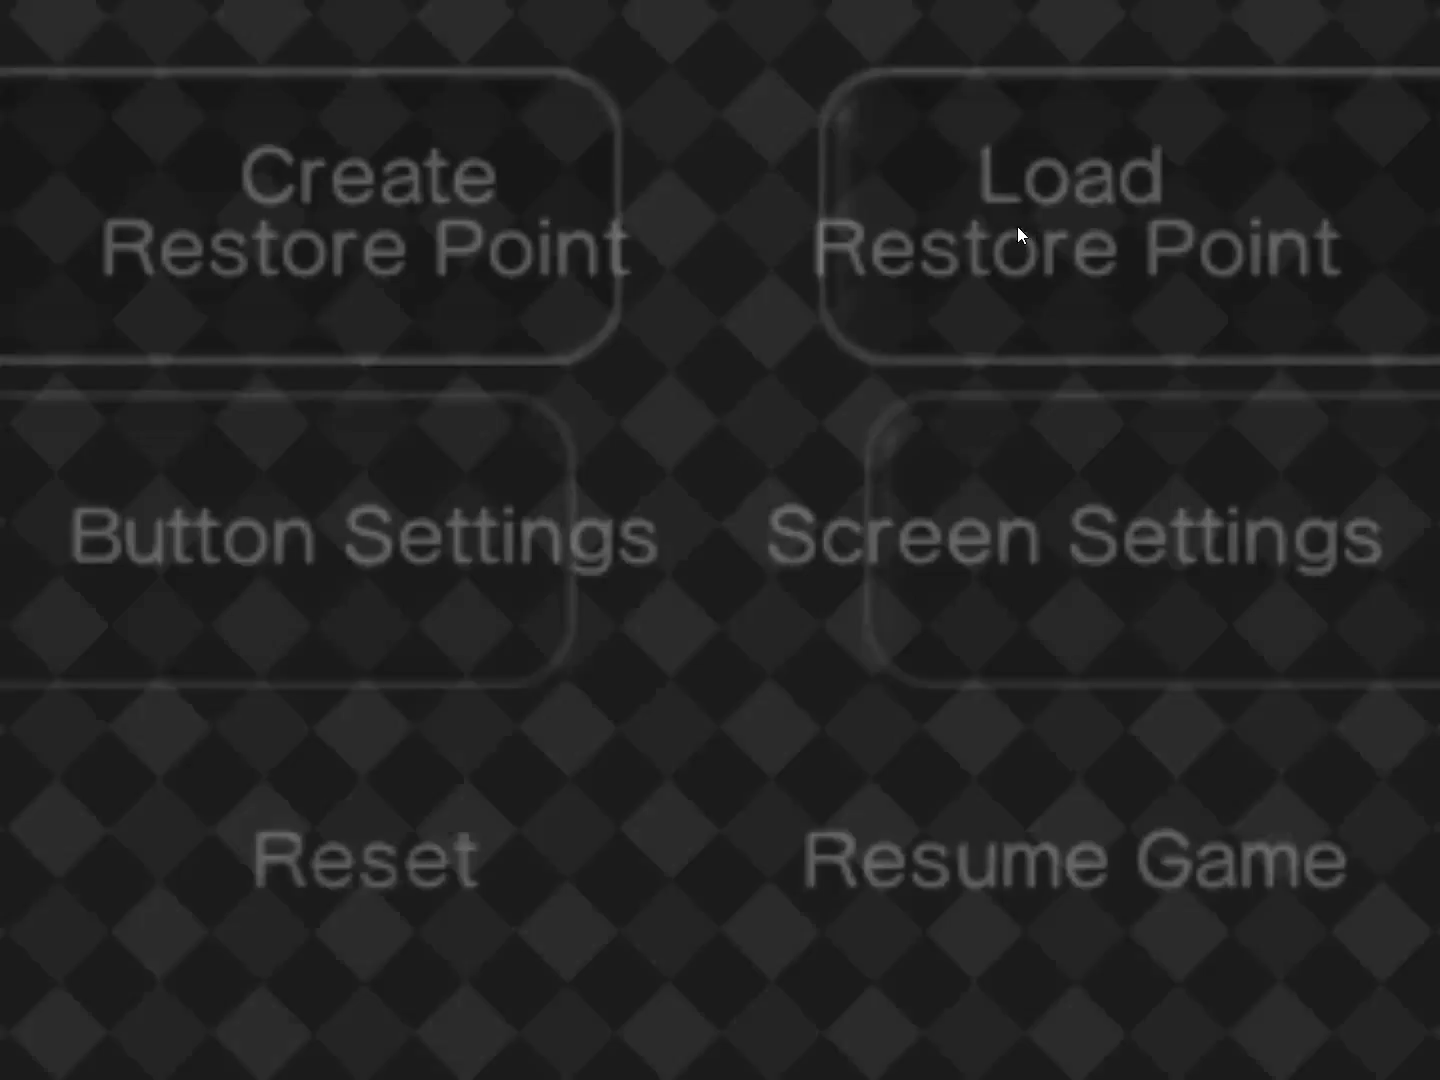 Create
Restore Point
Load
Restore Point
Button Settings
Screen Settings
Reset
Resume Game